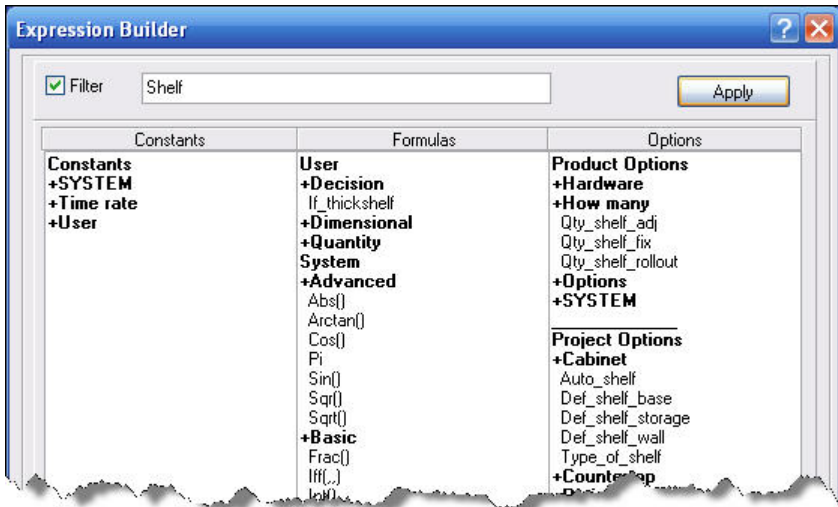 Expression Builder
Filter
Shelf
Apply
Constants
Formulas
Options
Constants
+SYSTEM
+Time rate
+User
User
+Decision
If_thickshelf
+Dimensional
+Quantity
System
+Advanced
Abs()
Arctan()
Cos()
Pi
Sin()
Sqr()
Sqrt()
+Basic
Frac()
Iff(,,)
Product Options
+Hardware
+How many
Qty_shelf_adj
Qty_shelf_fix
Qty_shelf_rollout
+Options
+SYSTEM
Project Options
+Cabinet
Auto_shelf
Def_shelf_base
Def_shelf_storage
Def_shelf_wall
Type_of_shelf
+Countertop